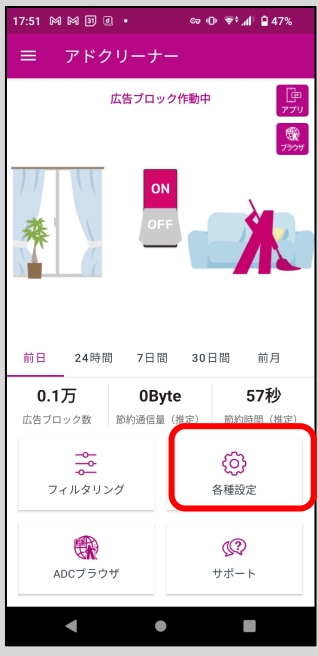 17:51 31 d • 47%
アドクリーナー
広告ブロック作動中
アプリ
ブラウザ
ON
OFF
前日 24時間 7日間 30日間 前月
0.1万 0Byte 57秒
広告ブロック数 節約通信量（推定） 節約時間（推定）
フィルタリング 各種設定
ADCブラウザ サポート